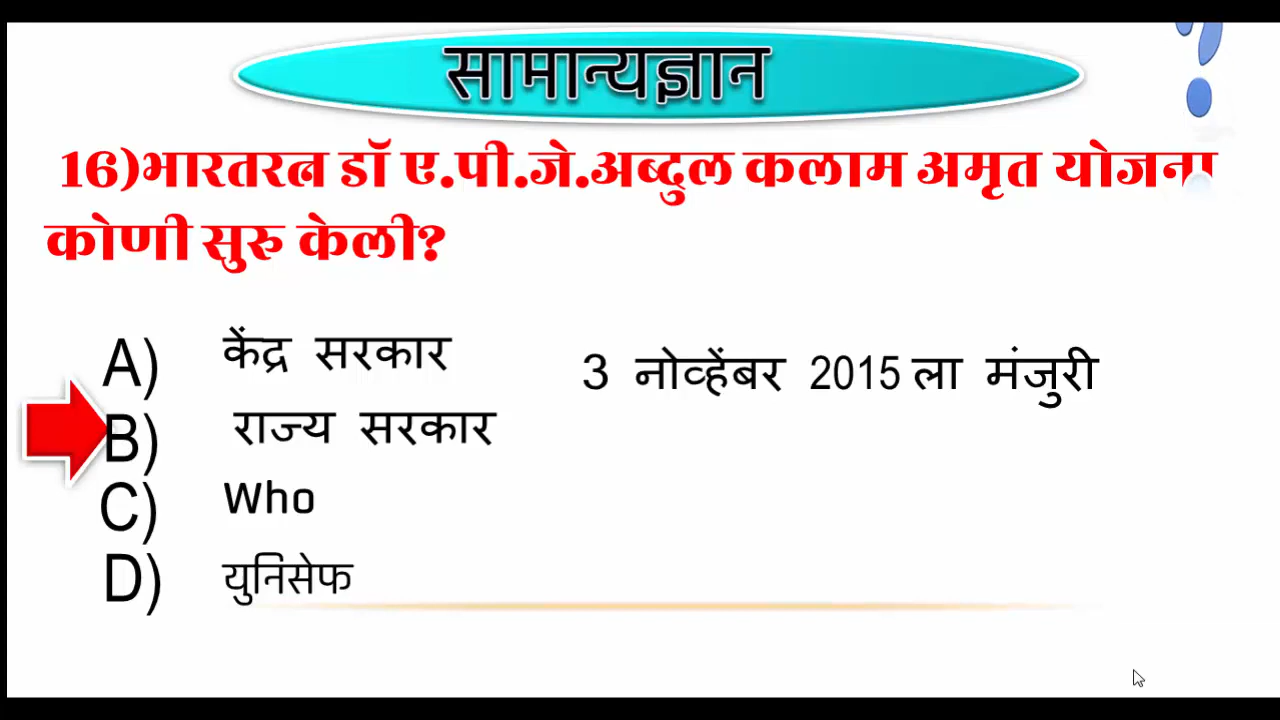 सामान्यज्ञान
16)भारतरत्न डॉ ए.पी.जे.अब्दुल कलाम अमृत योजना
कोणी सुरु केली?
A) केंद्र सरकार
3 नोव्हेंबर 2015 ला मंजुरी
B) राज्य सरकार
C) Who
D) युनिसेफ